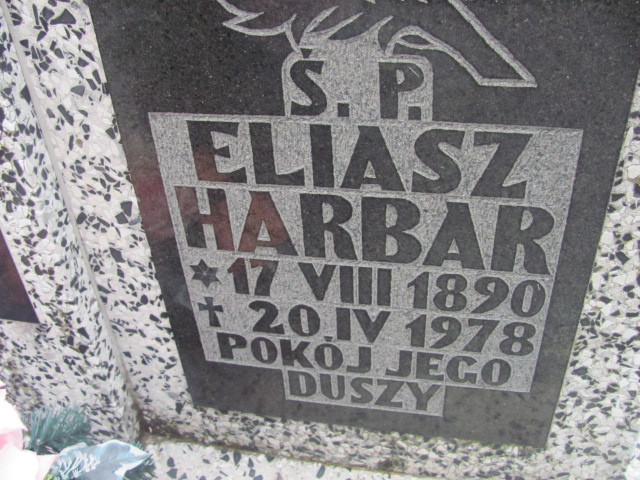 S. P.
ELIASZ
HARBAR
✶ 17 VIII 1890
✝ 20 IV 1978
POKÓJ JEGO
DUSZY